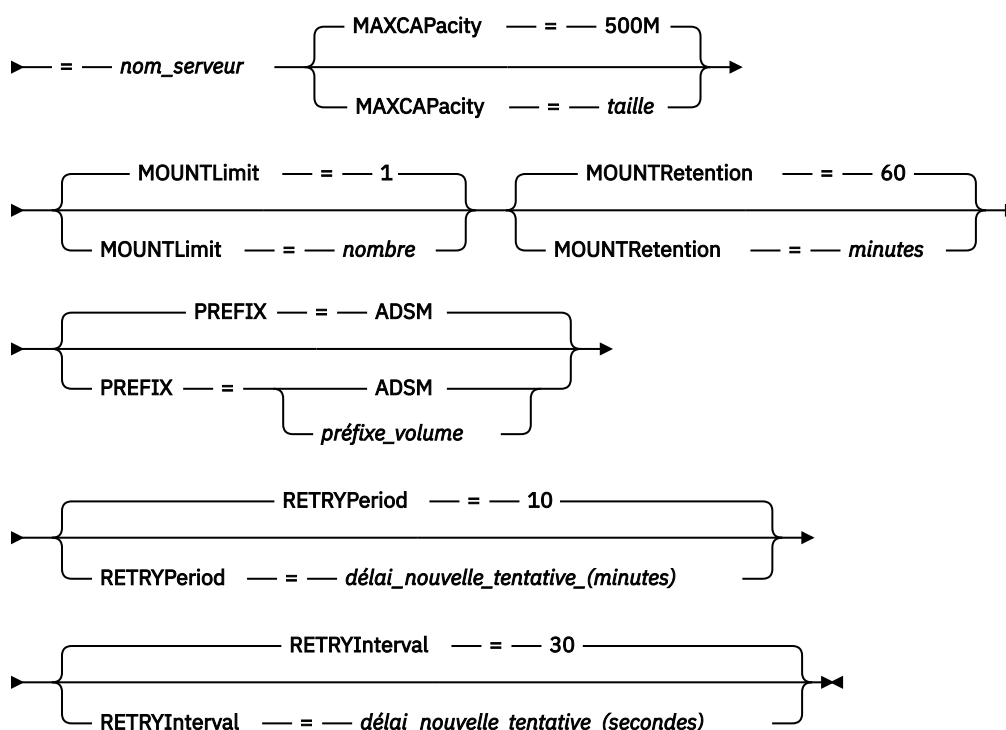 MAXCAPacity = 500M
= nom_serveur
MAXCAPacity = taille
MOUNTLimit = 1 MOUNTRetention = 60
MOUNTLimit = nombre MOUNTRetention = minutes
PREFIX = ADSM
PREFIX = ADSM
préfixe_volume
RETRYPeriod = 10
RETRYPeriod = délai_nouvelle_tentative_(minutes)
RETRYInterval = 30
RETRYInterval = délai_nouvelle_tentative_(secondes)